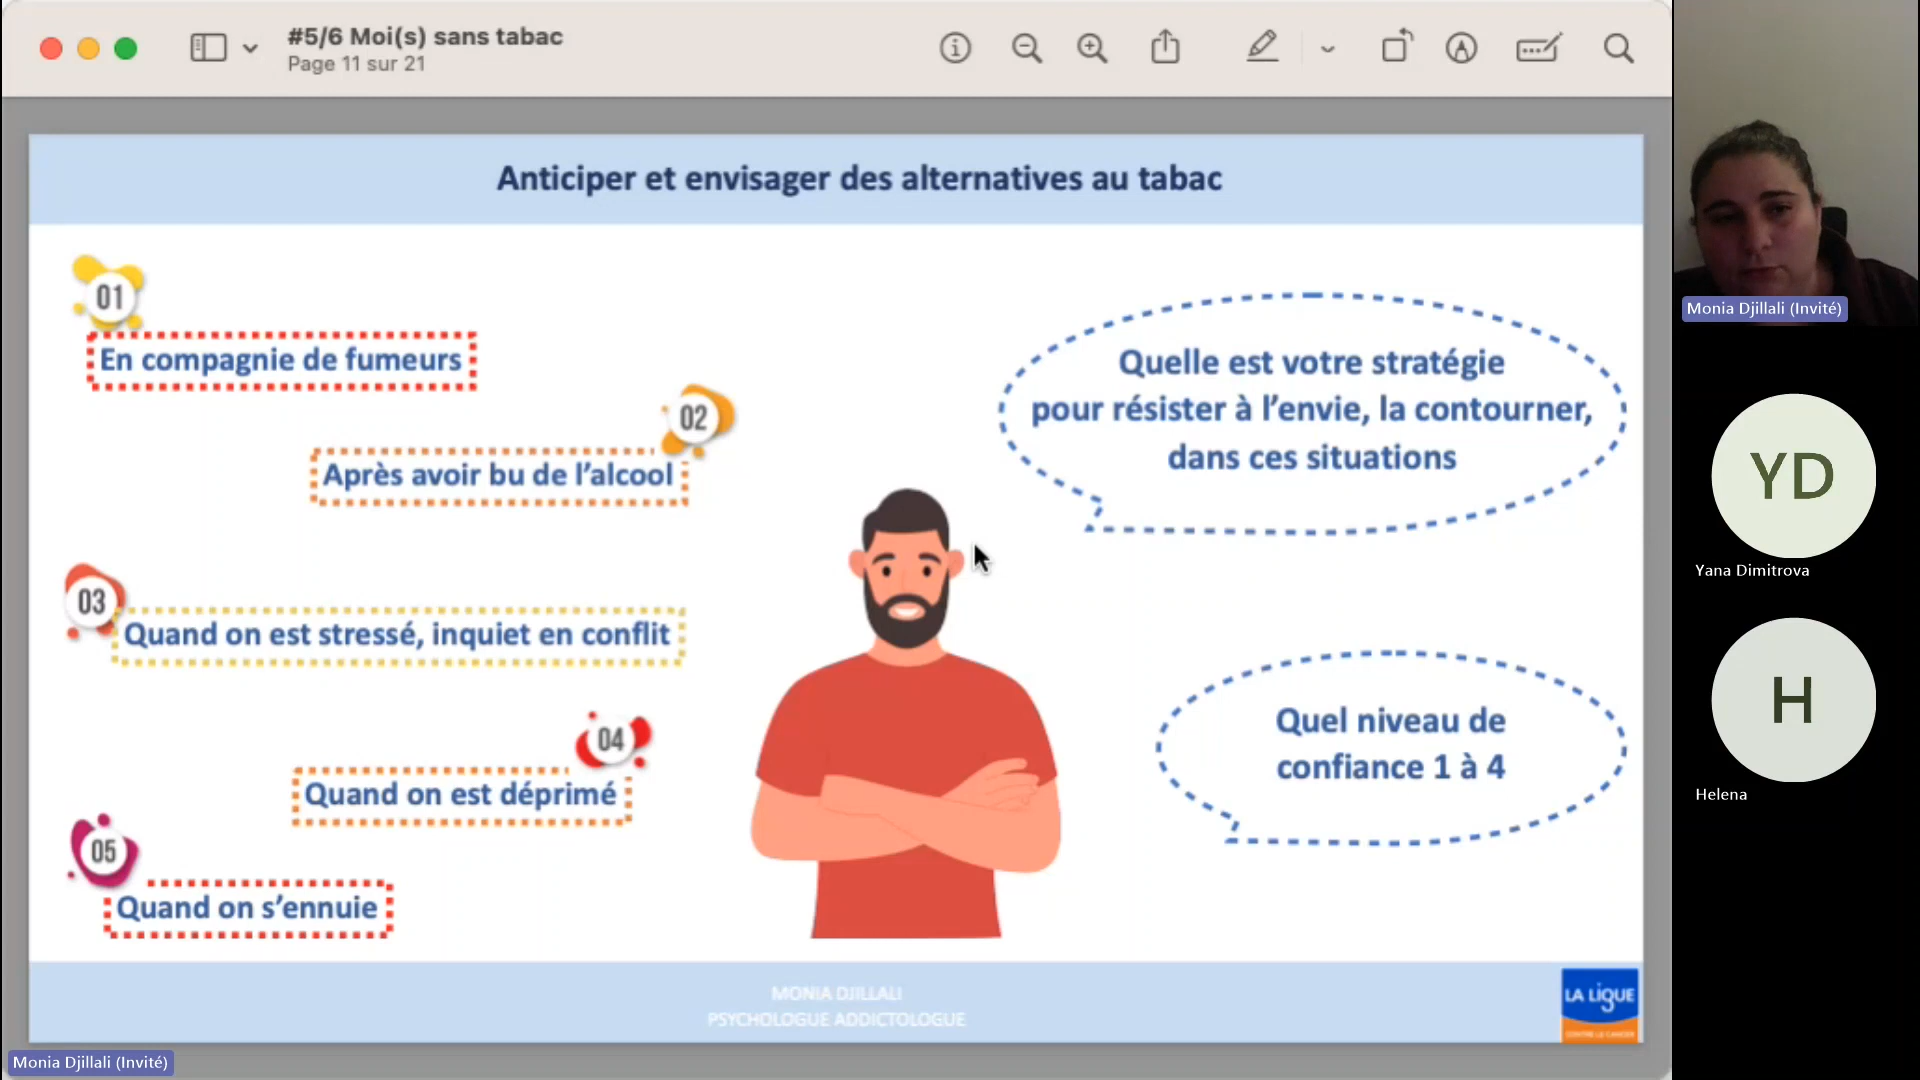 #5/6 Moi(s) sans tabac
Page 11 sur 21
Anticiper et envisager des alternatives au tabac
01
En compagnie de fumeurs
02
Après avoir bu de l’alcool
03
Quand on est stressé, inquiet en conflit
04
Quand on est déprimé
05
Quand on s’ennuie
Quelle est votre stratégie
pour résister à l’envie, la contourner,
dans ces situations
Quel niveau de
confiance 1 à 4
MONIA DJILLALI
PSYCHOLOGUE ADDICTOLOGUE
LA LIGUE
CONTRE LE CANCER
Monia Djillali (Invité)
Monia Djillali (Invité)
YD
Yana Dimitrova
H
Helena